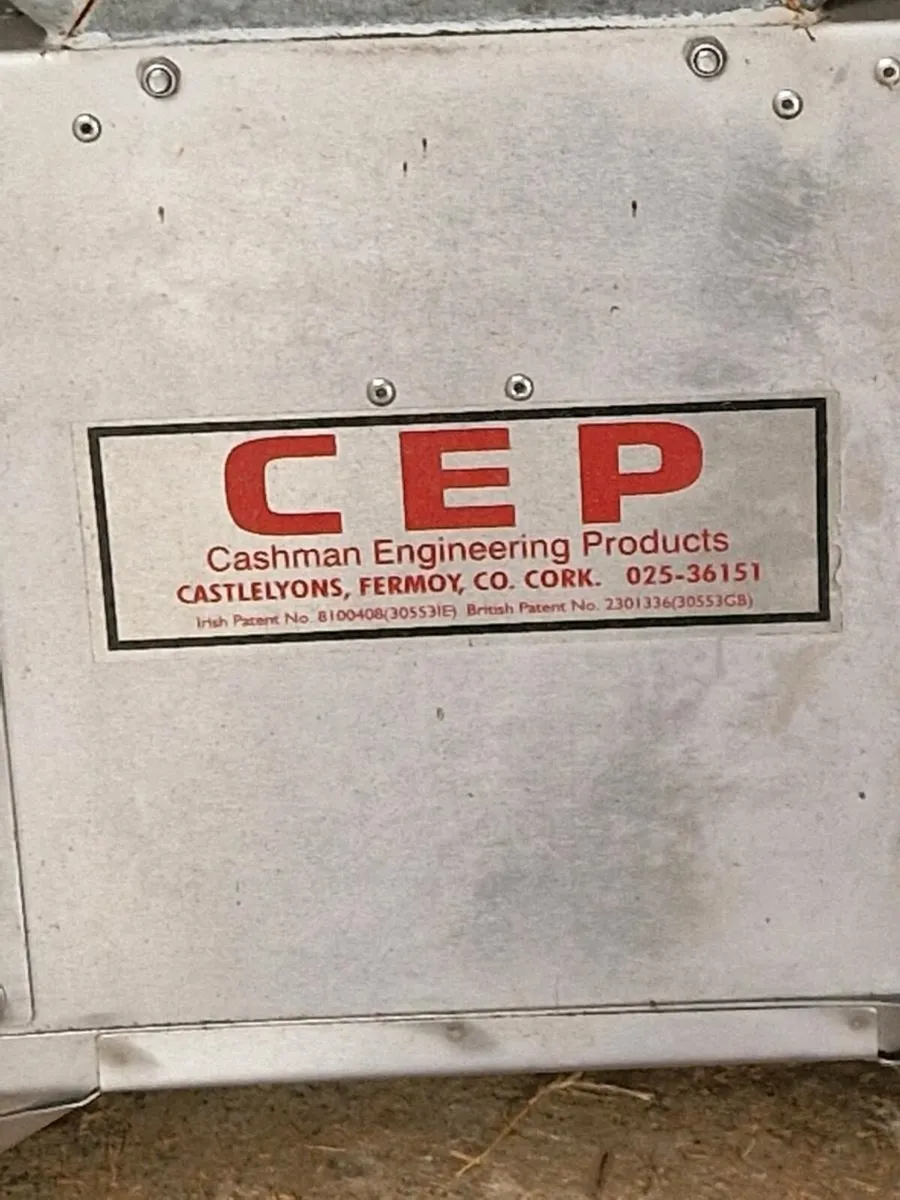 CEP
Cashman Engineering Products
CASTLELYONS, FERMOY, CO. CORK. 025-36151
Irish Patent No. 8100408(30553IE) British Patent No. 2301336(30553GB)